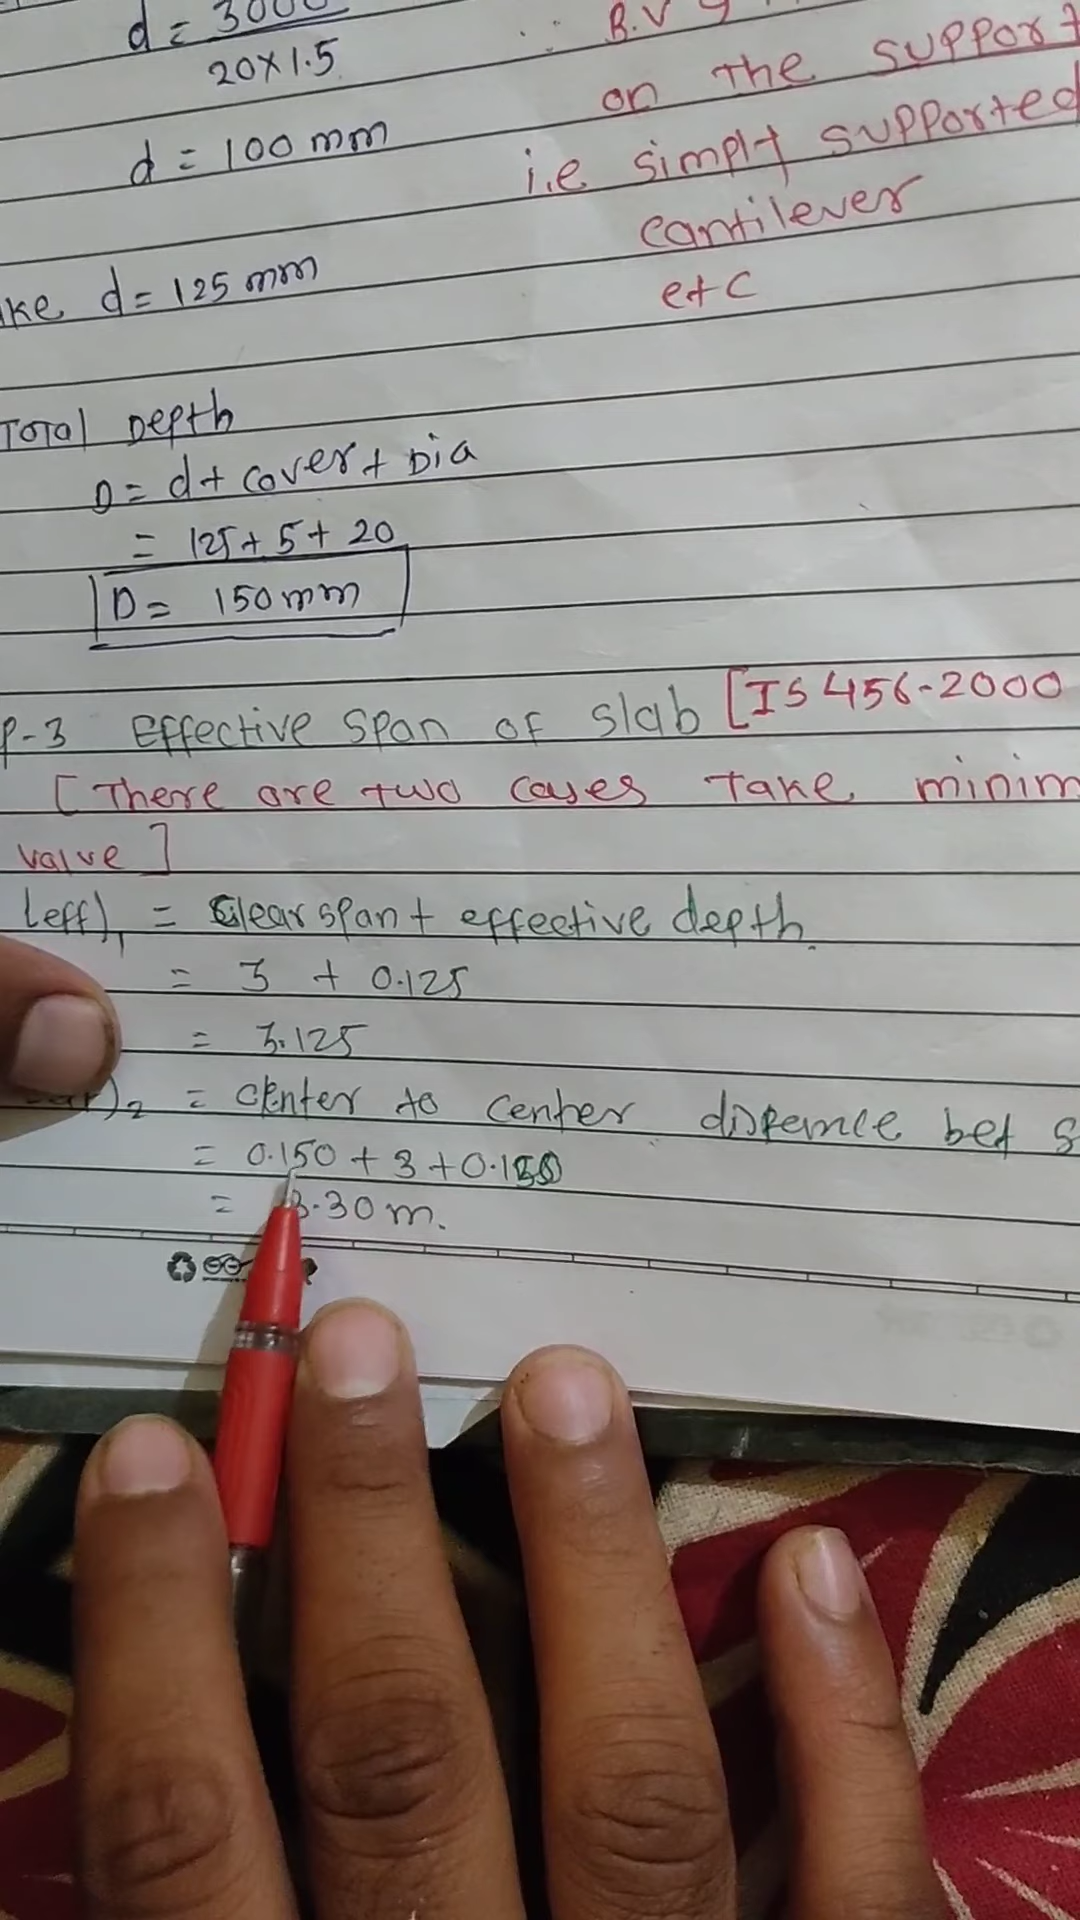 d = 3000
20×1.5
B.V
on the support
d = 100 mm
i.e simply supported
cantilever
ke d = 125 mm
etc
Total Depth
D = d + cover + Dia
= 125 + 5 + 20
D = 150 mm
P-3 Effective span of slab [IS 456-2000
[There are two cases Take minim
value]
leff)1 = Clear span + effective depth
= 3 + 0.125
= 3.125
)2 = center to center distance bet s
= 0.150 + 3 + 0.150
= 3.30 m.